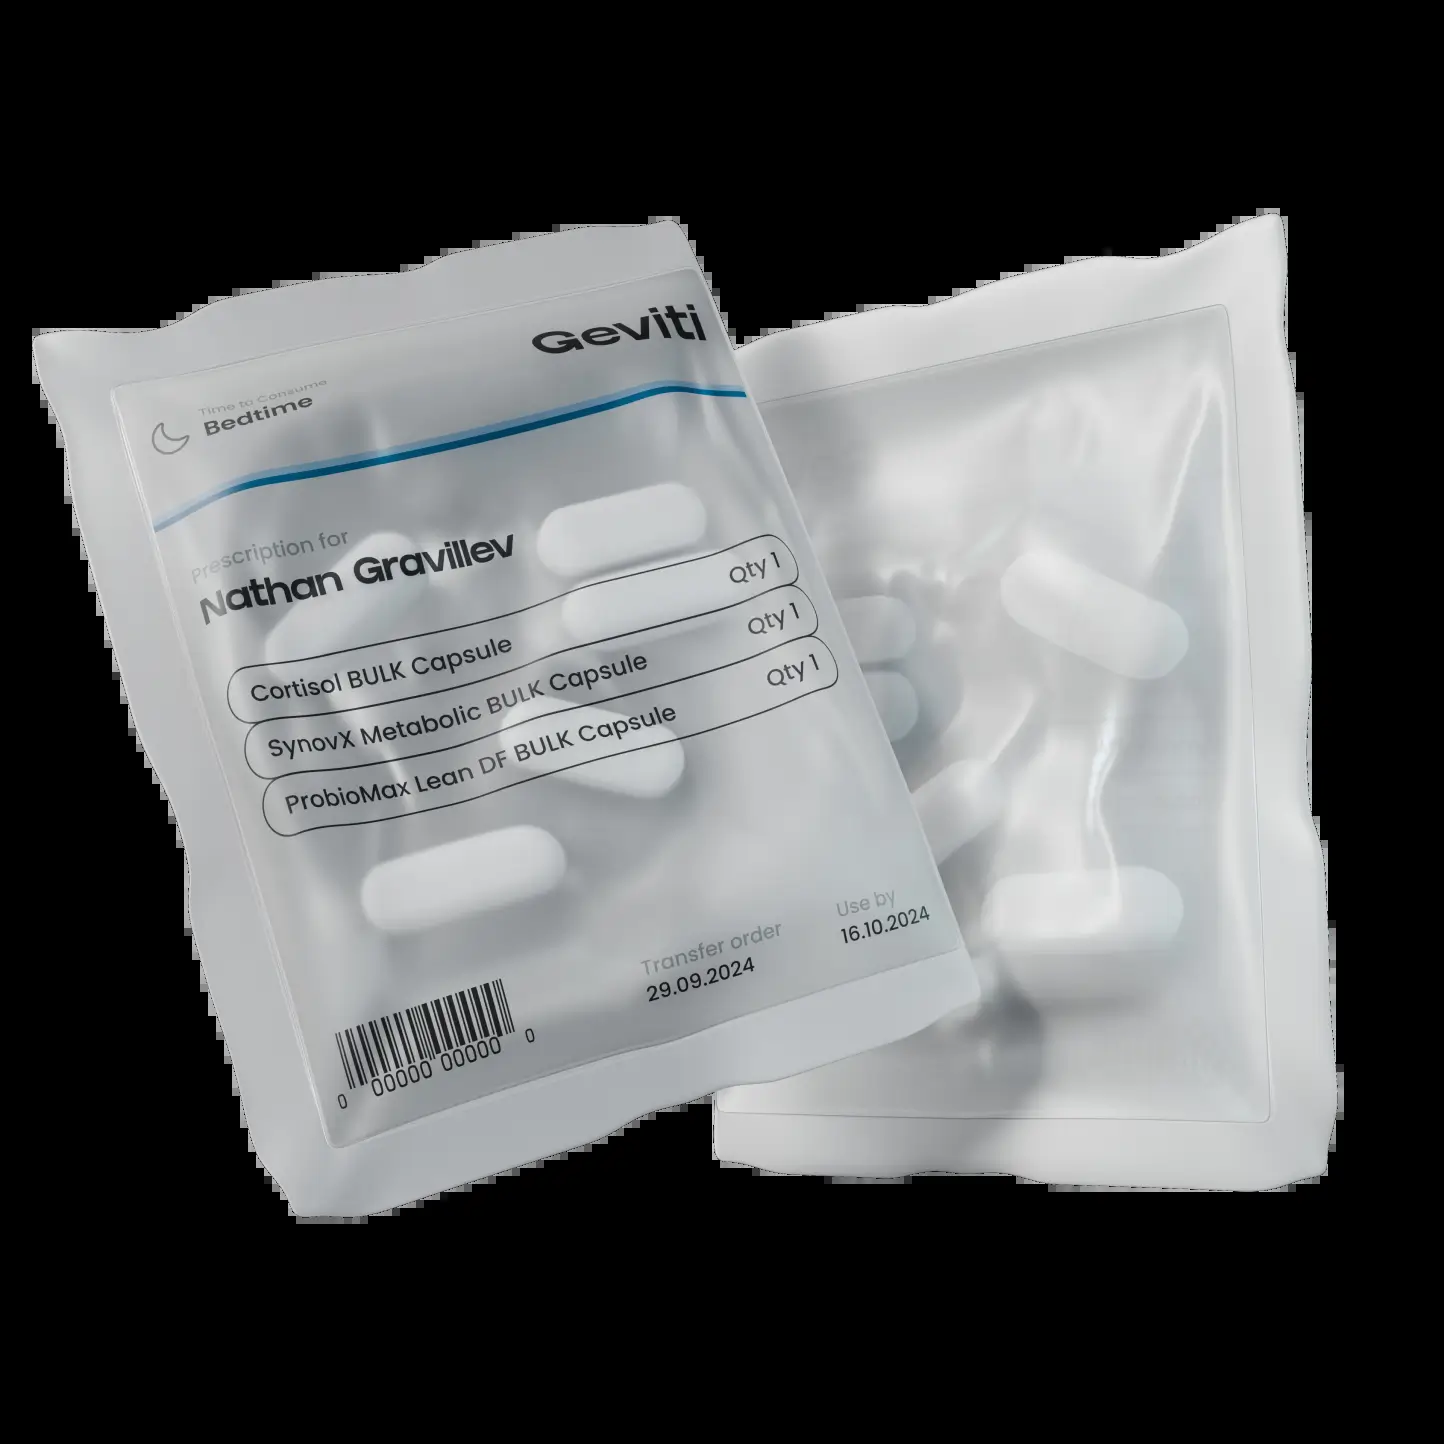 Geviti
Time to Consume
Bedtime
Prescription for
Nathan Gravillev
Cortisol BULK Capsule Qty 1
SynovX Metabolic BULK Capsule Qty 1
ProbioMax Lean DF BULK Capsule Qty 1
Transfer order
29.09.2024
Use by
16.10.2024
0 00000 00000 0